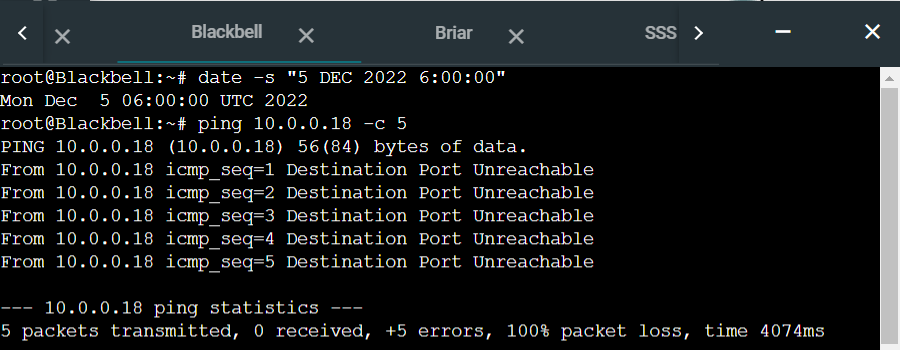 Blackbell
Briar
SSS
root@Blackbell:~# date -s "5 DEC 2022 6:00:00"
Mon Dec  5 06:00:00 UTC 2022
root@Blackbell:~# ping 10.0.0.18 -c 5
PING 10.0.0.18 (10.0.0.18) 56(84) bytes of data.
From 10.0.0.18 icmp_seq=1 Destination Port Unreachable
From 10.0.0.18 icmp_seq=2 Destination Port Unreachable
From 10.0.0.18 icmp_seq=3 Destination Port Unreachable
From 10.0.0.18 icmp_seq=4 Destination Port Unreachable
From 10.0.0.18 icmp_seq=5 Destination Port Unreachable
--- 10.0.0.18 ping statistics ---
5 packets transmitted, 0 received, +5 errors, 100% packet loss, time 4074ms